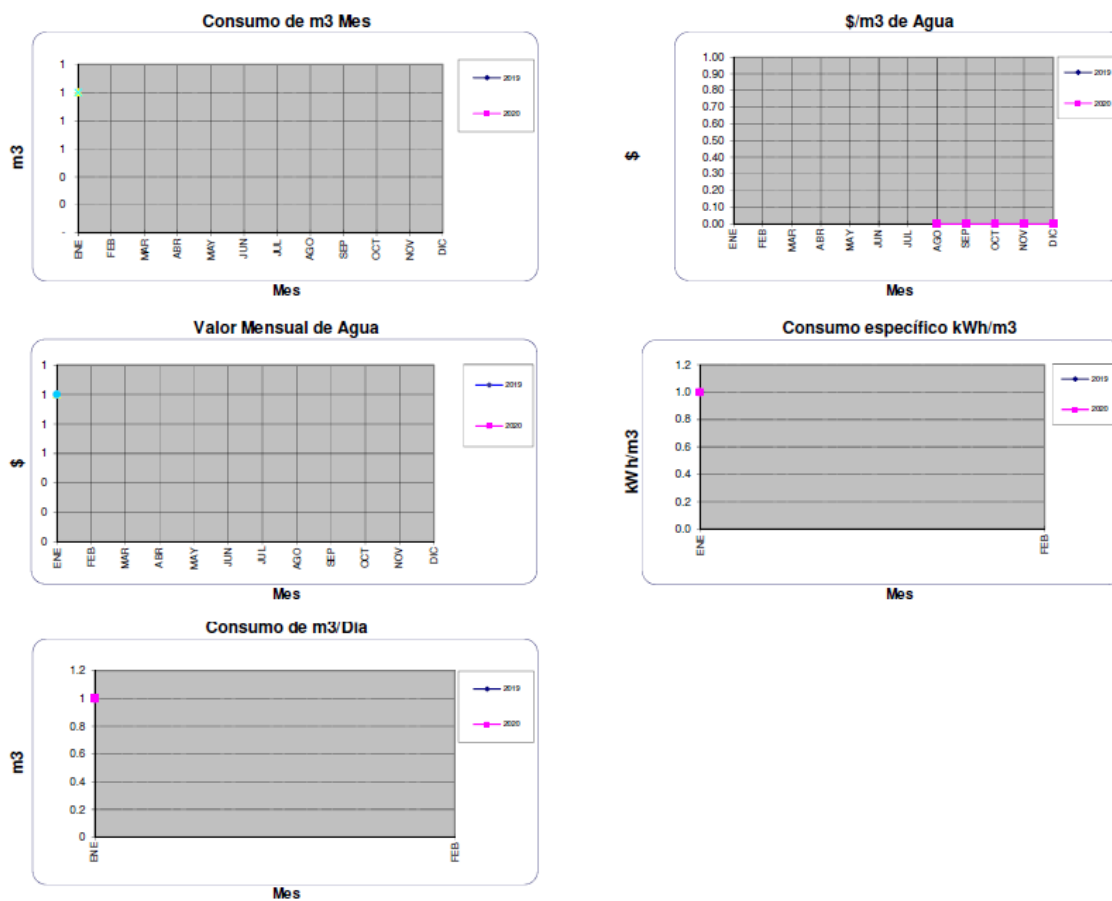 Consumo de m3 Mes
m3
1
1
1
1
0
0
-
ENE FEB MAR ABR MAY JUN JUL AGO SEP OCT NOV DIC
Mes
2019
2020
$/m3 de Agua
$
1.00
0.90
0.80
0.70
0.60
0.50
0.40
0.30
0.20
0.10
0.00
ENE FEB MAR ABR MAY JUN JUL AGO SEP OCT NOV DIC
Mes
2019
2020
Valor Mensual de Agua
$
1
1
1
1
0
0
0
ENE FEB MAR ABR MAY JUN JUL AGO SEP OCT NOV DIC
Mes
2019
2020
Consumo específico kWh/m3
kWh/m3
1.2
1.0
0.8
0.6
0.4
0.2
0.0
ENE FEB
Mes
2019
2020
Consumo de m3/Dia
m3
1.2
1
0.8
0.6
0.4
0.2
0
ENE FEB
Mes
2019
2020